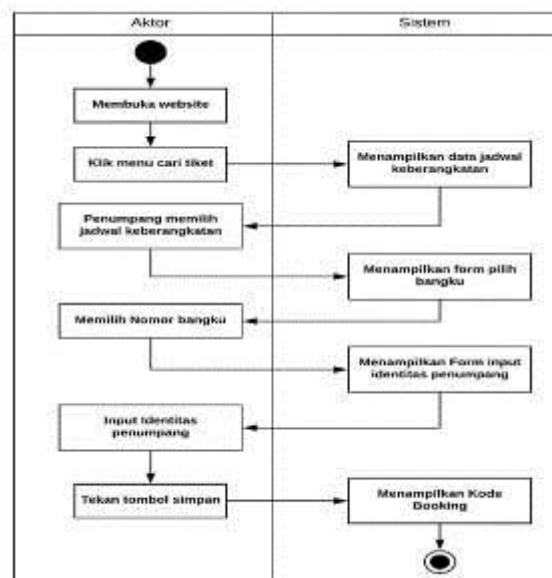 Aktor
Sistem
Membuka website
Klik menu cari tiket
Menampilkan data jadwal
keberangkatan
Penumpang memilih
jadwal keberangkatan
Menampilkan form pilih
bangku
Memilih Nomor bangku
Menampilkan Form input
identitas penumpang
Input Identitas
penumpang
Tekan tombol simpan
Menampilkan Kode
Booking